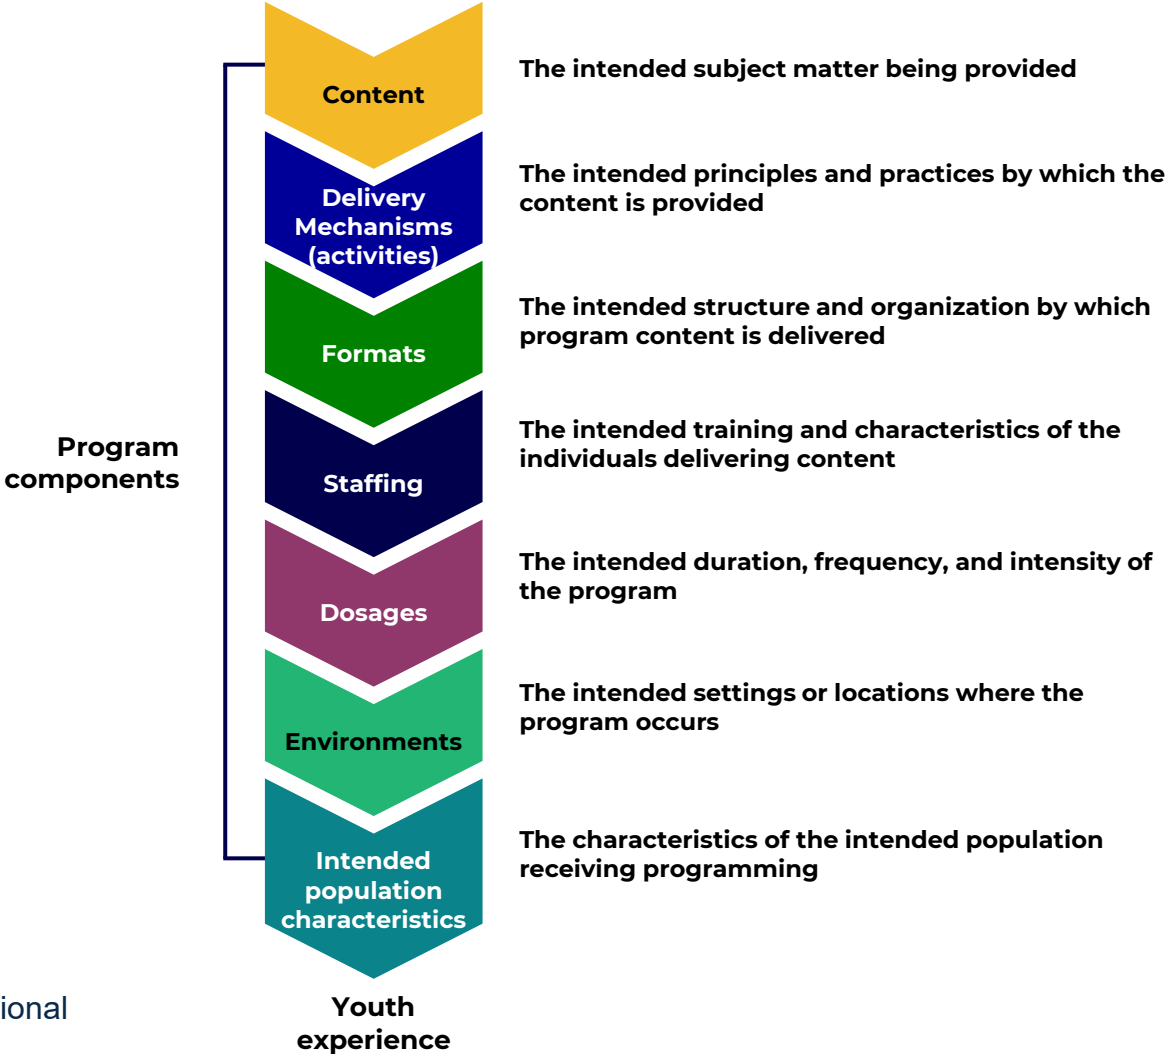 Content
The intended subject matter being provided
Delivery
Mechanisms
(activities)
The intended principles and practices by which the
content is provided
Formats
The intended structure and organization by which
program content is delivered
Program
components
Staffing
The intended training and characteristics of the
individuals delivering content
Dosages
The intended duration, frequency, and intensity of
the program
Environments
The intended settings or locations where the
program occurs
Intended
population
characteristics
The characteristics of the intended population
receiving programming
ional
Youth
experience